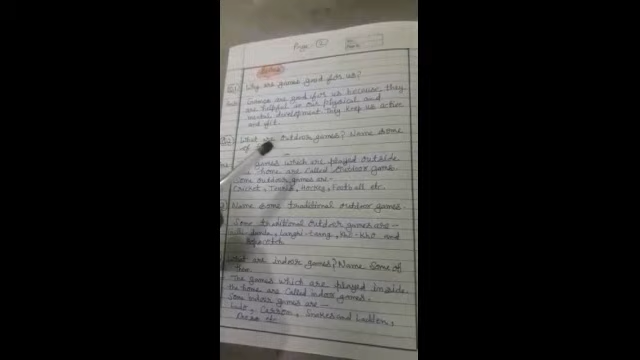 Page
Games
Why are games good for us?
Games are good for us because they
are helpful in our physical and
mental development. They keep us active
and fit.
What are outdoor games? Name some
of
games which are played outside
home are called outdoor games.
some outdoor games are-
Cricket, Tennis, Hockey, Football etc.
Name some traditional outdoor games.
Some traditional outdoor games are-
danda, Kho-Kho and
What are indoor games? Name some of
them.
The games which are played inside
the home are called indoor games.
Some indoor games are-
Ludo, Carrom, Snakes and Ladders,
Chess etc.